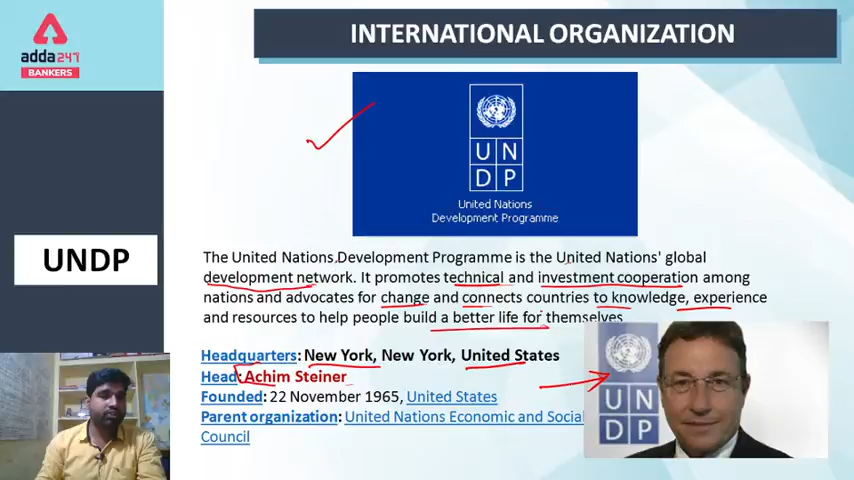 adda247
BANKERS
INTERNATIONAL ORGANIZATION
UN
DP
United Nations
Development Programme
UNDP
The United Nations Development Programme is the United Nations' global
development network. It promotes technical and investment cooperation among
nations and advocates for change and connects countries to knowledge, experience
and resources to help people build a better life for themselves.
Headquarters: New York, New York, United States
Head: Achim Steiner
Founded: 22 November 1965, United States
Parent organization: United Nations Economic and Social
Council
UN
DP